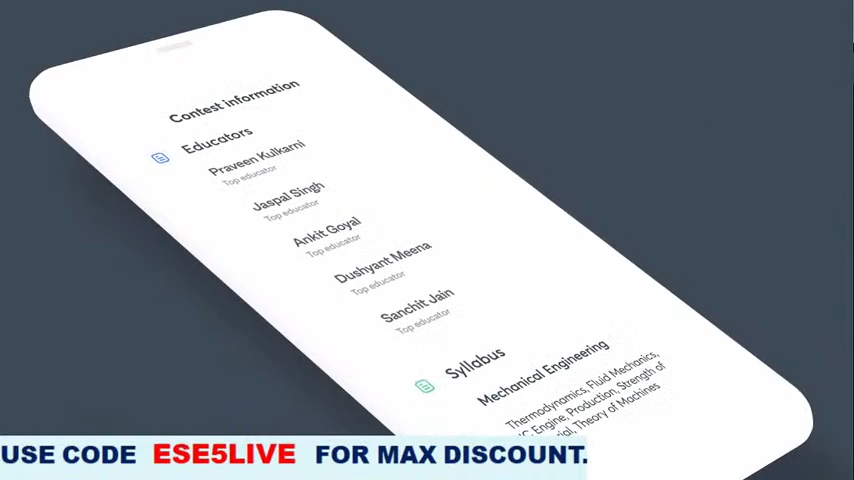 Contest information
Educators
Praveen Kulkarni
Top educator
Jaspal Singh
Top educator
Ankit Goyal
Top educator
Dushyant Meena
Top educator
Sanchit Jain
Top educator
Syllabus
Mechanical Engineering
Thermodynamics, Fluid Mechanics,
Engine, Production, Strength of
Theory of Machines
USE CODE ESE5LIVE FOR MAX DISCOUNT.